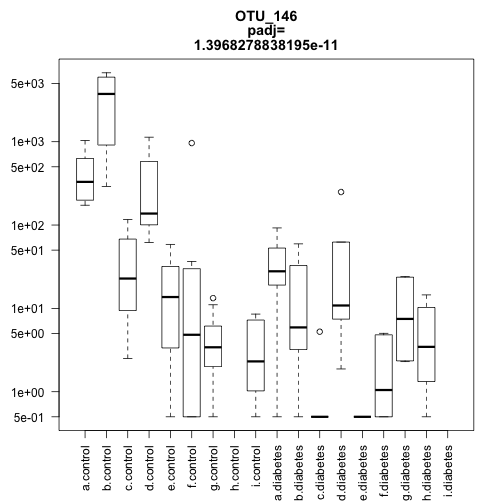 OTU_146
padj=
1.3968278838195e-11
5e+03
1e+03
5e+02
1e+02
5e+01
1e+01
5e+00
1e+00
5e-01
a.control
b.control
c.control
d.control
e.control
f.control
g.control
h.control
i.control
a.diabetes
b.diabetes
c.diabetes
d.diabetes
e.diabetes
f.diabetes
g.diabetes
h.diabetes
i.diabetes